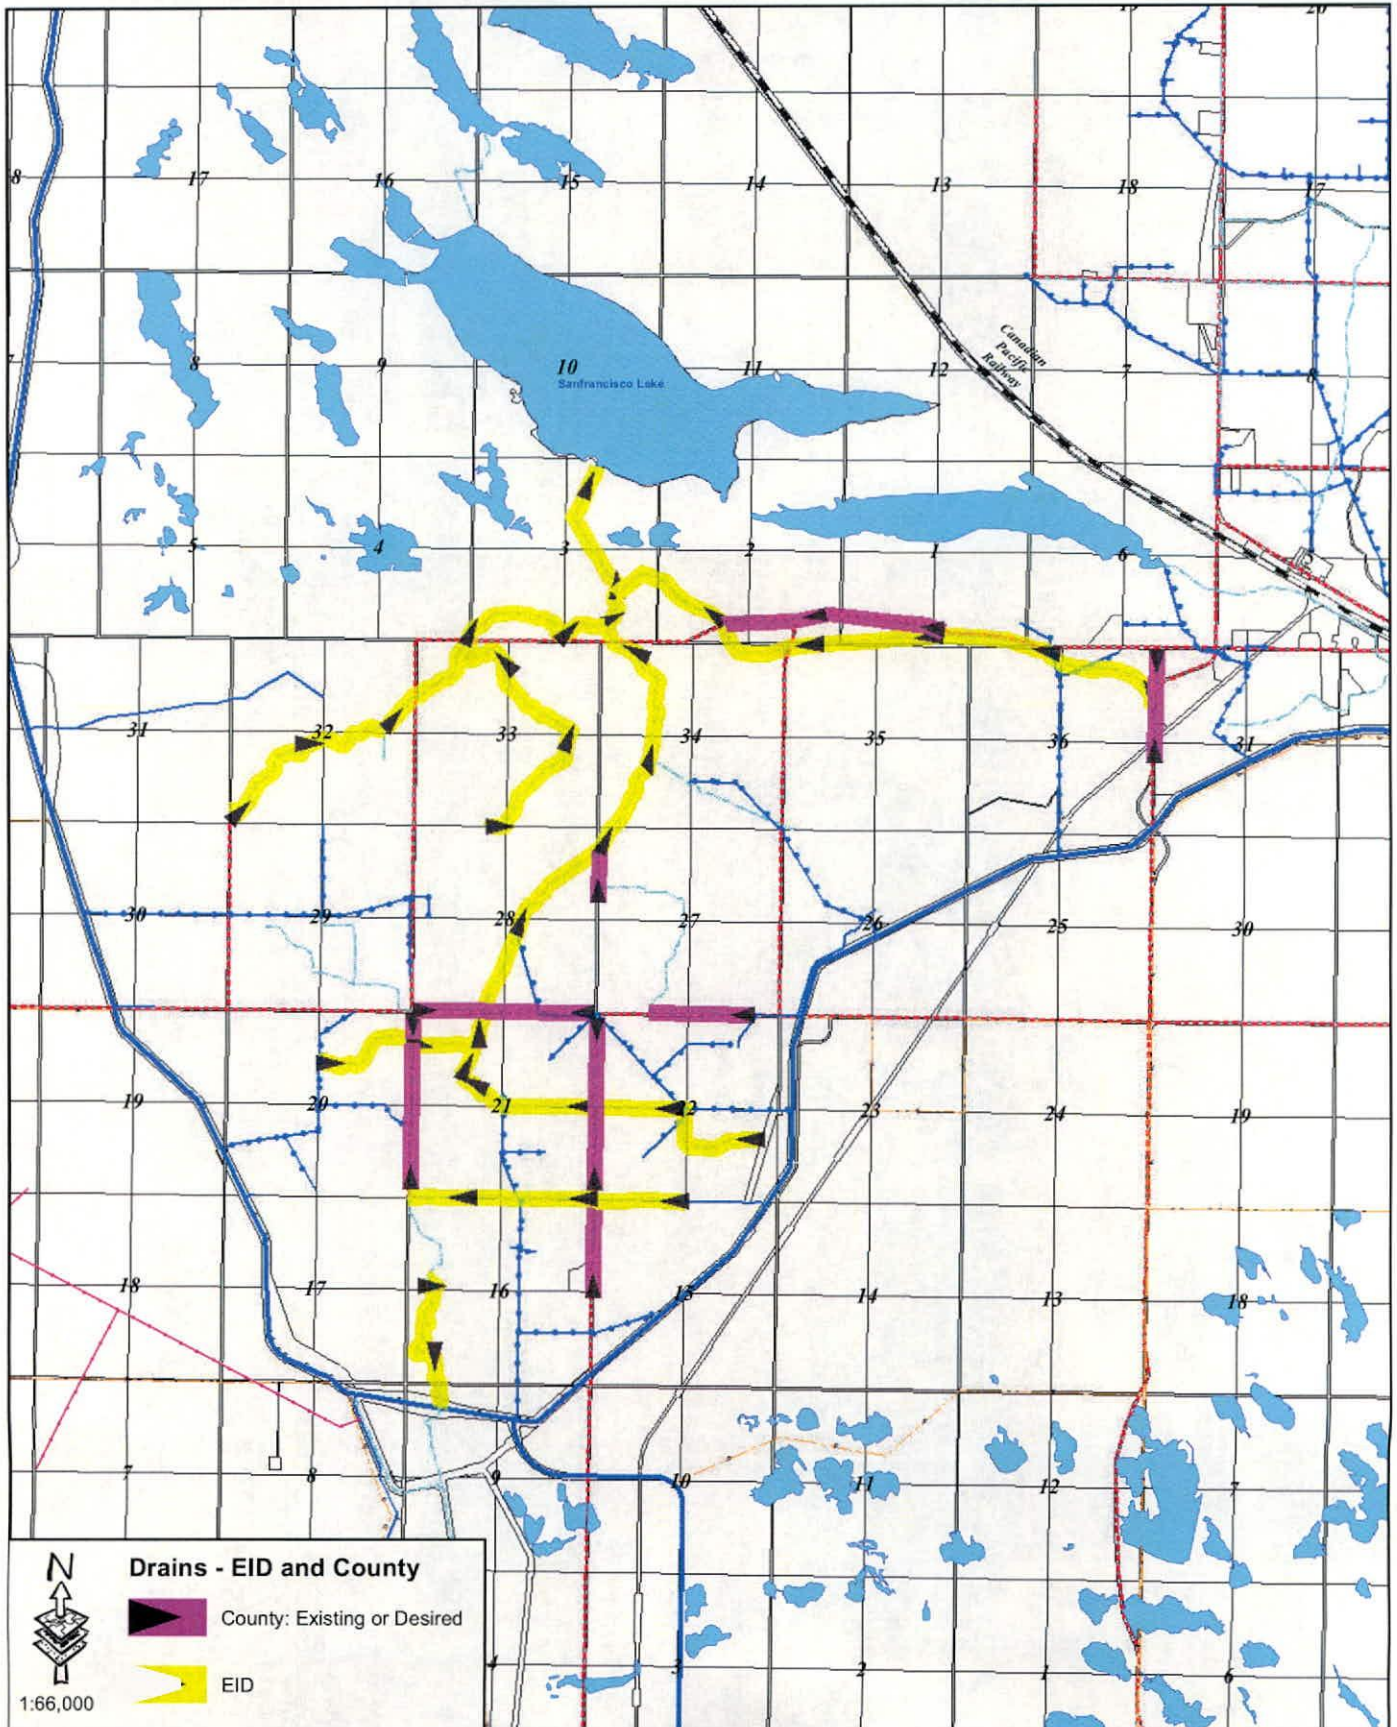 19 20
8 17 16 15 14 13 18 17
Canadian
Pacific
Railway
7 8 9 10 11 12 7 8
Sanfrancisco Lake
5 4 3 2 1 6
31 32 33 34 35 36 31
30 29 28 27 26 25 30
19 20 21 22 23 24 19
18 17 16 15 14 13 18
7 8 9 10 11 12 7
4 3 2 1 6
N
Drains - EID and County
County: Existing or Desired
EID
1:66,000